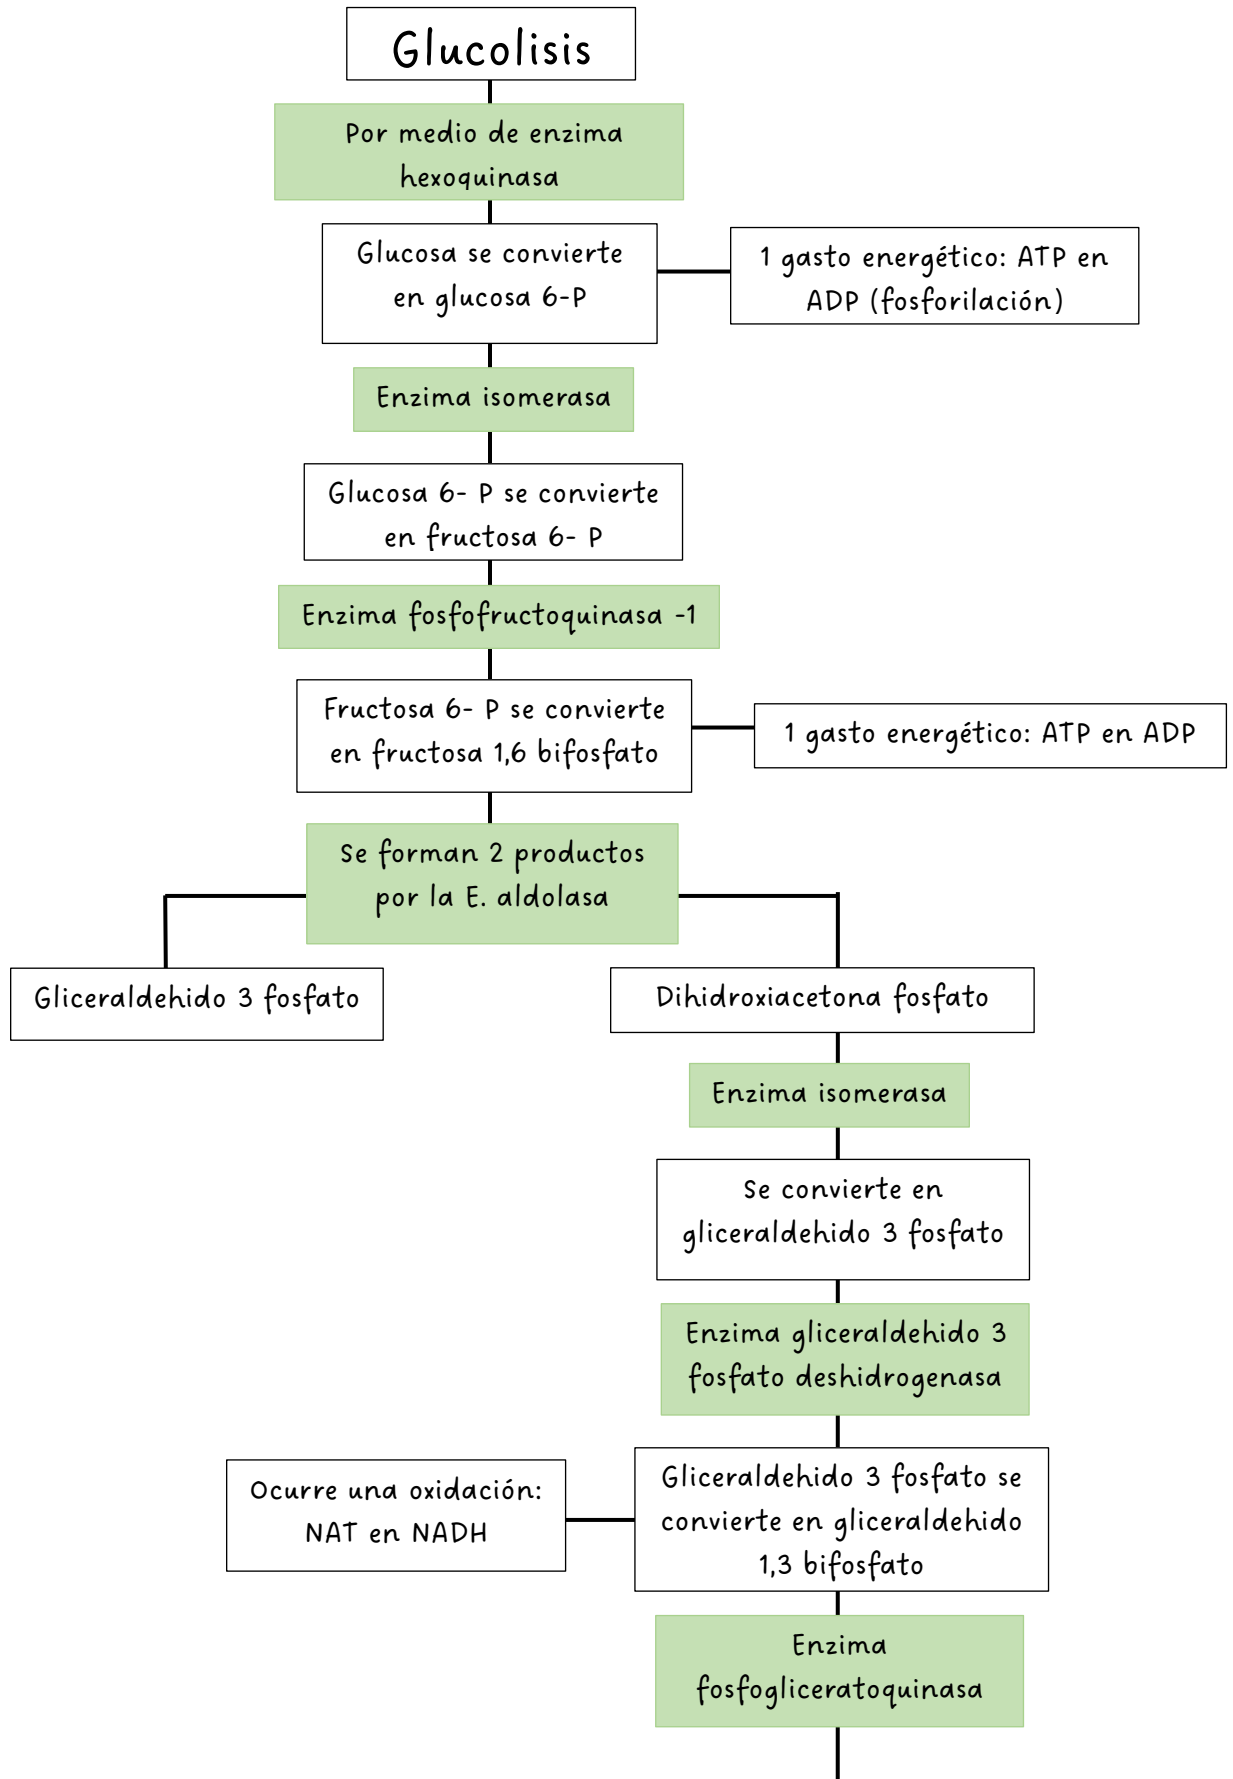 Glucolisis
Por medio de enzima
hexoquinasa
Glucosa se convierte
en glucosa 6-P
1 gasto energético: ATP en
ADP (fosforilación)
Enzima isomerasa
Glucosa 6- P se convierte
en fructosa 6- P
Enzima fosfofructoquinasa -1
Fructosa 6- P se convierte
en fructosa 1,6 bifosfato
1 gasto energético: ATP en ADP
Se forman 2 productos
por la E. aldolasa
Gliceraldehido 3 fosfato
Dihidroxiacetona fosfato
Enzima isomerasa
Se convierte en
gliceraldehido 3 fosfato
Enzima gliceraldehido 3
fosfato deshidrogenasa
Ocurre una oxidación:
NAT en NADH
Gliceraldehido 3 fosfato se
convierte en gliceraldehido
1,3 bifosfato
Enzima
fosfogliceratoquinasa